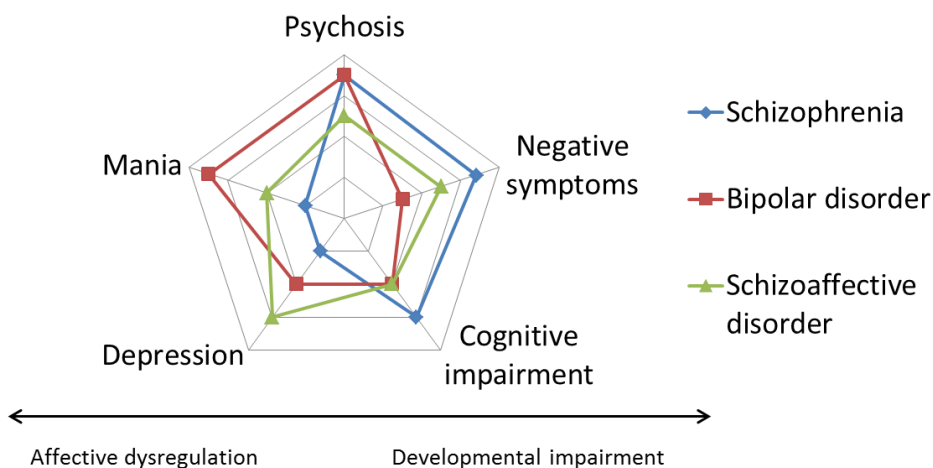 Psychosis
Mania
Negative
symptoms
Depression
Cognitive
impairment
Schizophrenia
Bipolar disorder
Schizoaffective
disorder
Affective dysregulation
Developmental impairment